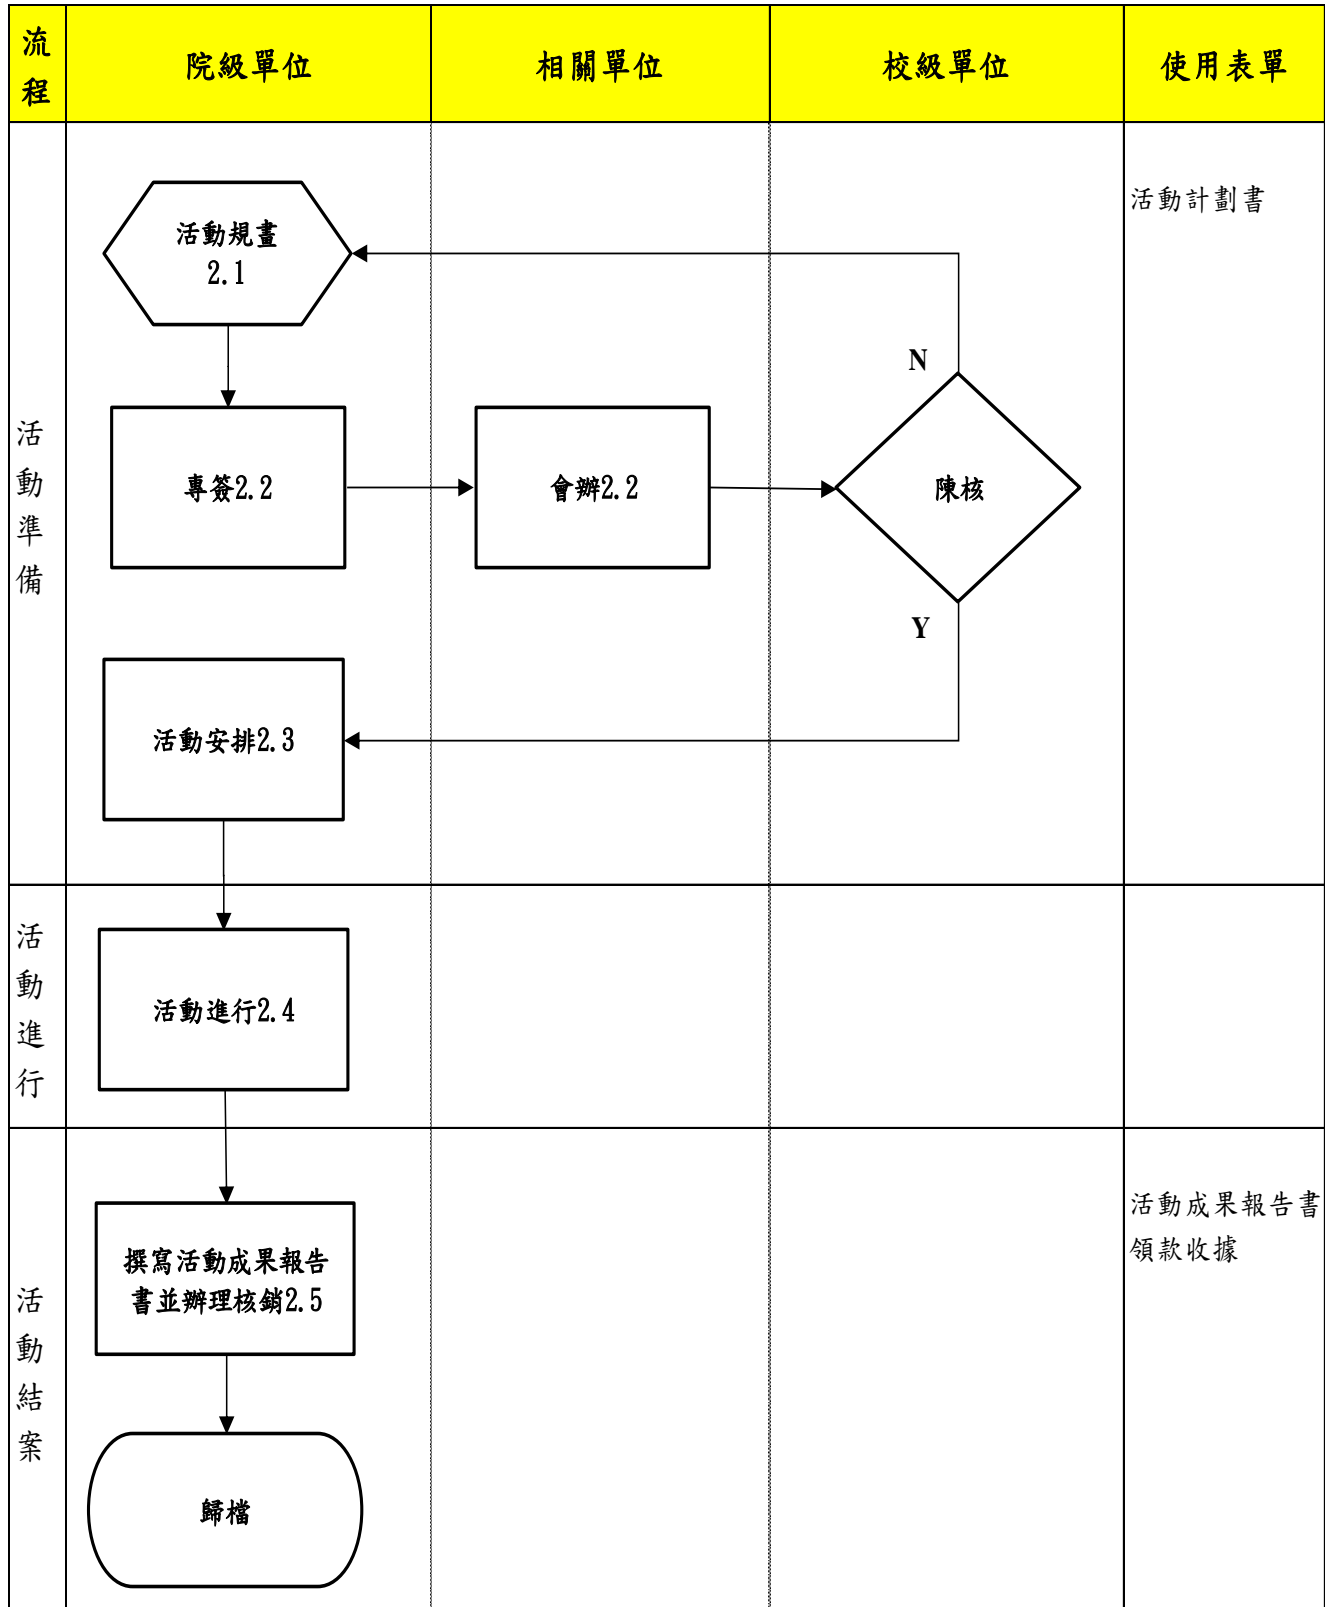 流程
院級單位
相關單位
校級單位
使用表單
活動準備
活動規畫
2.1
活動計劃書
N
專簽2.2
會辦2.2
陳核
Y
活動安排2.3
活動進行
活動進行2.4
活動結案
活動成果報告書
領款收據
撰寫活動成果報告
書並辦理核銷2.5
歸檔